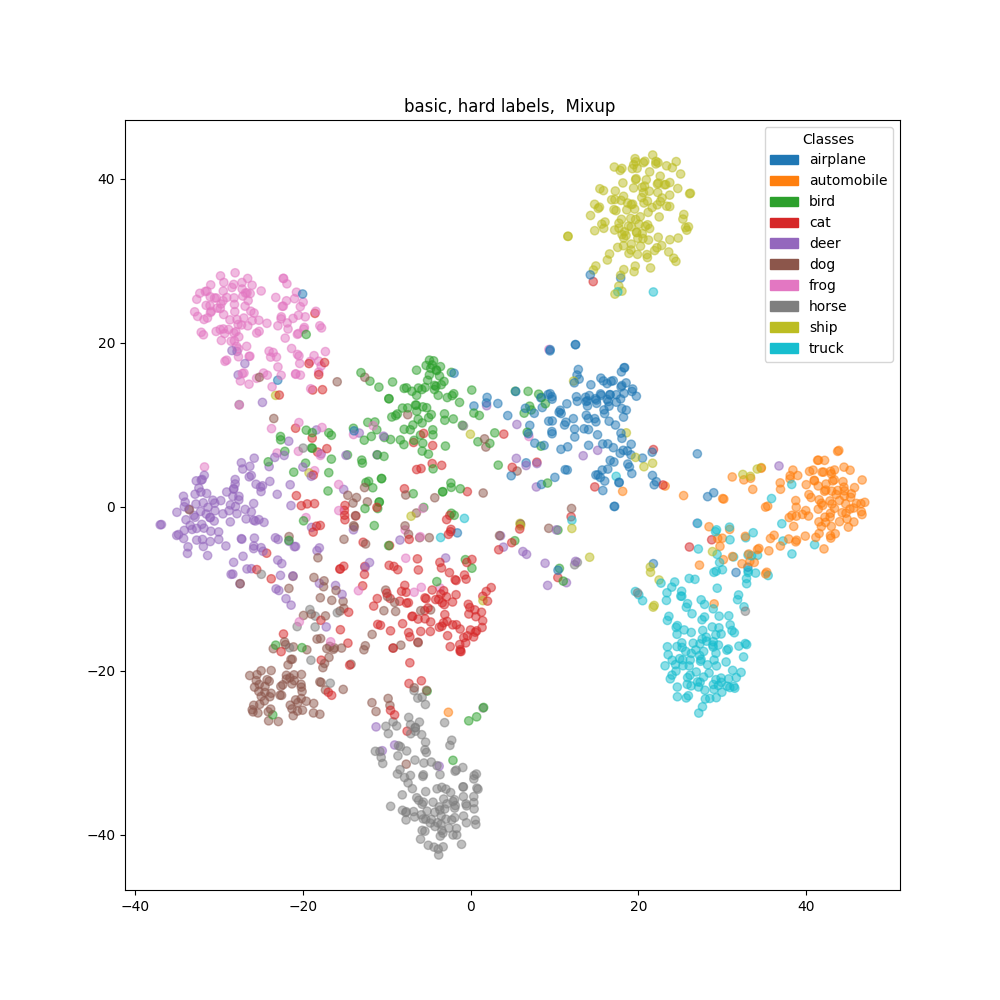 basic, hard labels,  Mixup
Classes
airplane
automobile
bird
cat
deer
dog
frog
horse
ship
truck
40
20
0
−20
−40
−40
−20
0
20
40